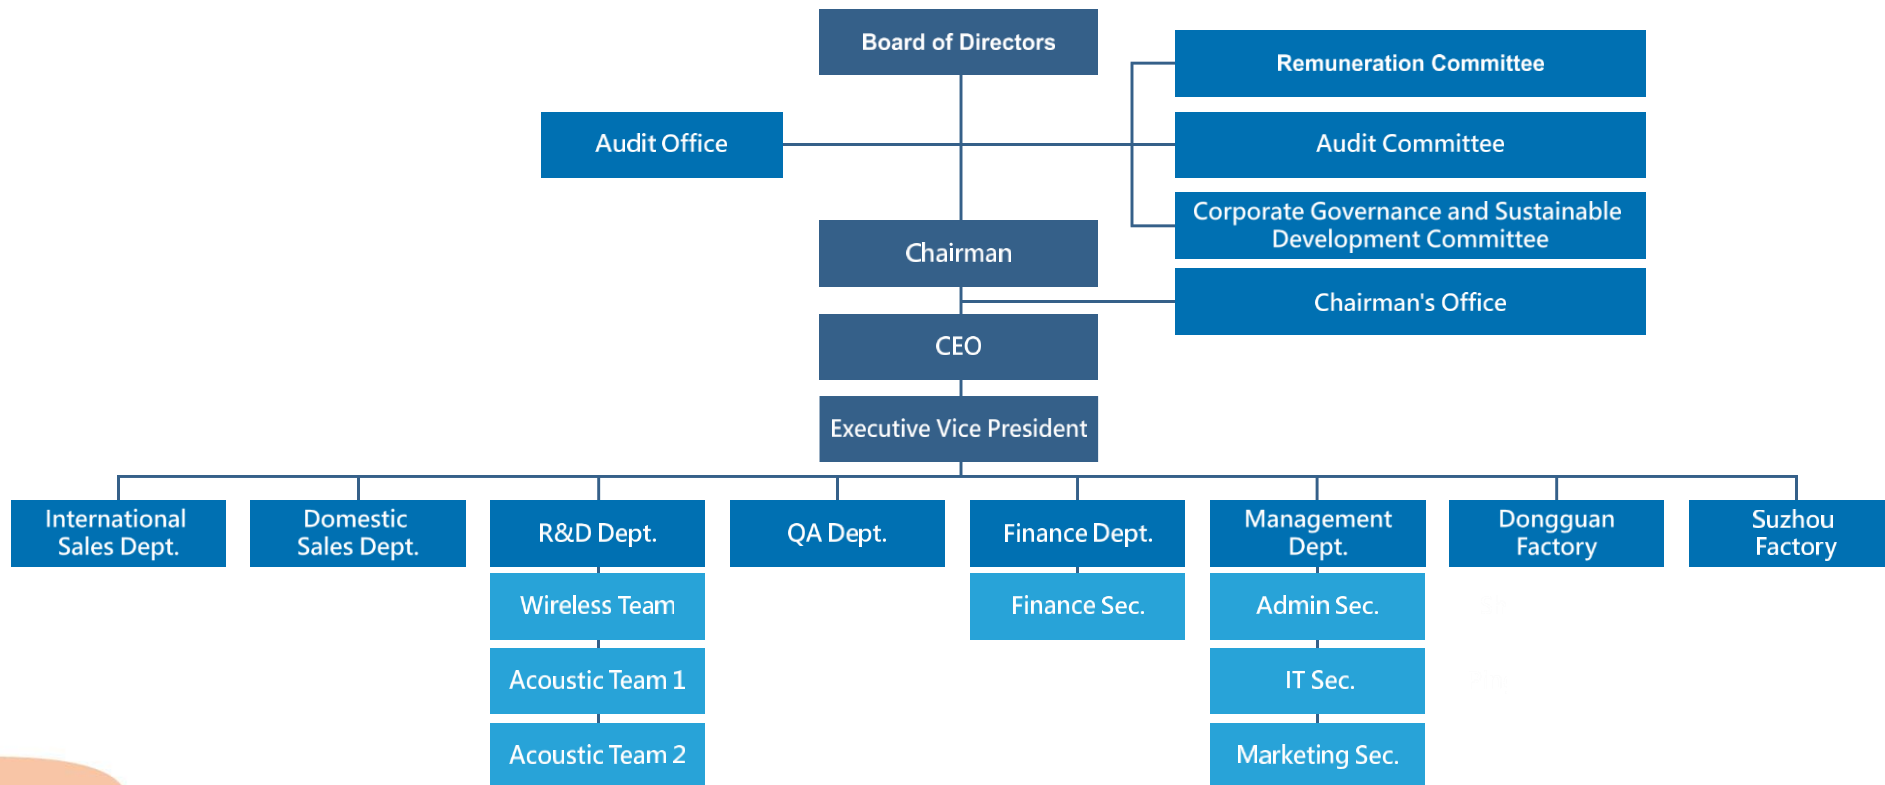 Board of Directors
Remuneration Committee
Audit Office
Audit Committee
Corporate Governance and Sustainable
Development Committee
Chairman
Chairman's Office
CEO
Executive Vice President
International
Sales Dept.
Domestic
Sales Dept.
R&D Dept.
QA Dept.
Finance Dept.
Management
Dept.
Dongguan
Factory
Suzhou
Factory
Wireless Team
Finance Sec.
Admin Sec.
Acoustic Team 1
IT Sec.
Acoustic Team 2
Marketing Sec.